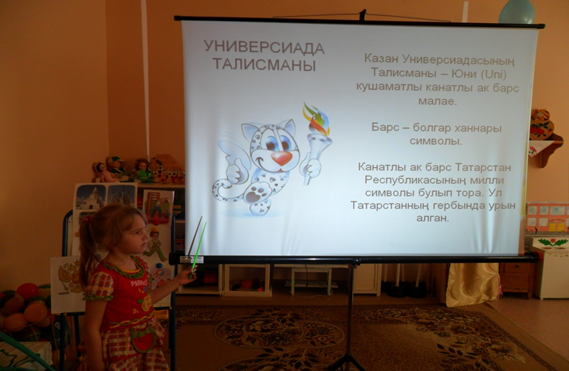 УНИВЕРСИАДА
ТАЛИСМАНЫ
Казан Универсиадасының
Талисманы – Юни (Uni)
кушаматлы канатлы ак барс
малае.
Барс – болгар ханнары
символы.
Канатлы ак барс Татарстан
Республикасының милли
символы булып тора. Ул
Татарстанның гербында урын
алган.